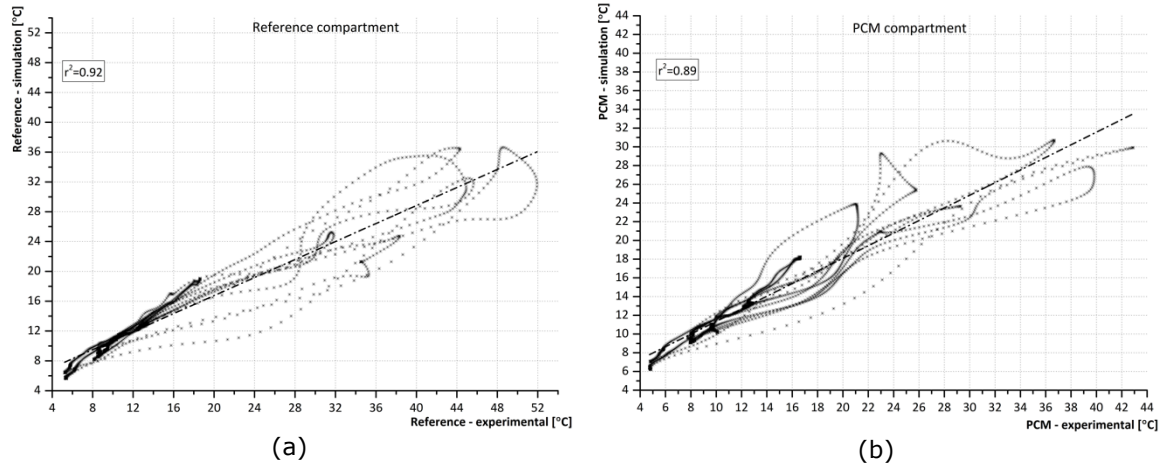 Reference compartment
r²=0.92
Reference - simulation [°C]
52
48
44
40
36
32
28
24
20
16
12
8
4
4 8 12 16 20 24 28 32 36 40 44 48 52
Reference - experimental [°C]
(a)
PCM compartment
r²=0.89
PCM - simulation [°C]
44
42
40
38
36
34
32
30
28
26
24
22
20
18
16
14
12
10
8
6
4
4 6 8 10 12 14 16 18 20 22 24 26 28 30 32 34 36 38 40 42 44
PCM - experimental [°C]
(b)